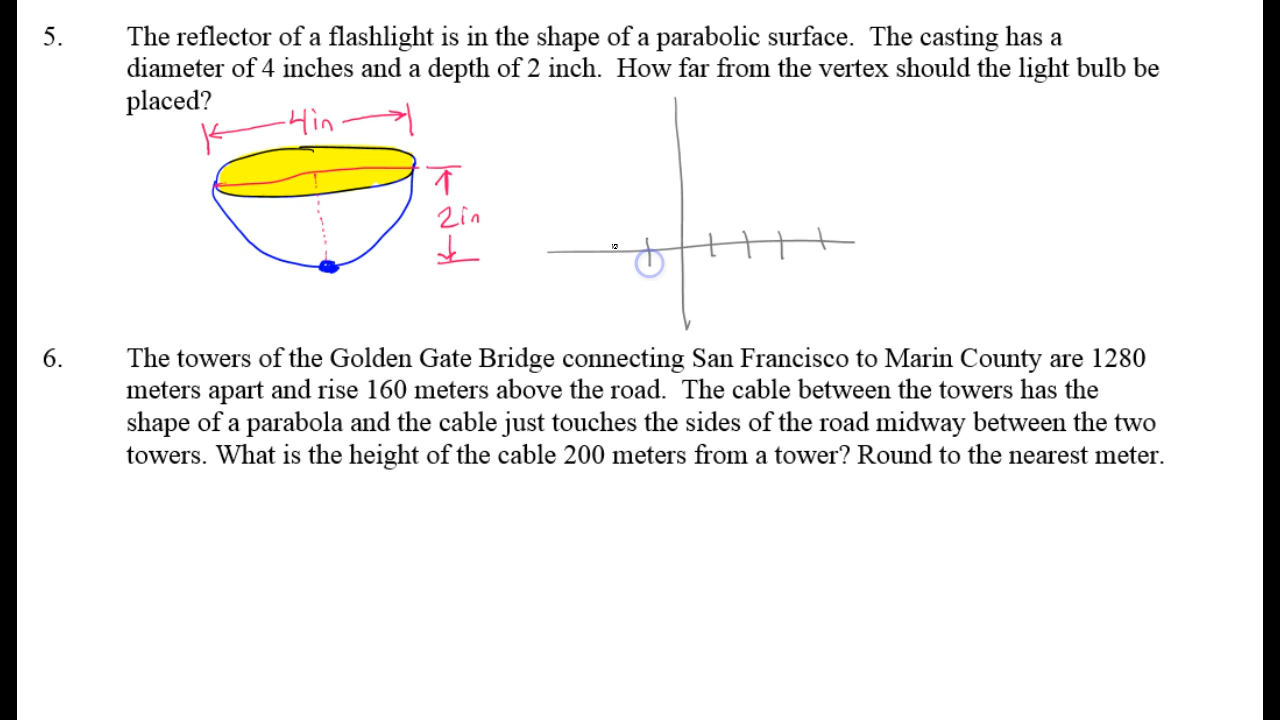 5. The reflector of a flashlight is in the shape of a parabolic surface. The casting has a
diameter of 4 inches and a depth of 2 inch. How far from the vertex should the light bulb be
placed?
4in
2in
6. The towers of the Golden Gate Bridge connecting San Francisco to Marin County are 1280
meters apart and rise 160 meters above the road. The cable between the towers has the
shape of a parabola and the cable just touches the sides of the road midway between the two
towers. What is the height of the cable 200 meters from a tower? Round to the nearest meter.